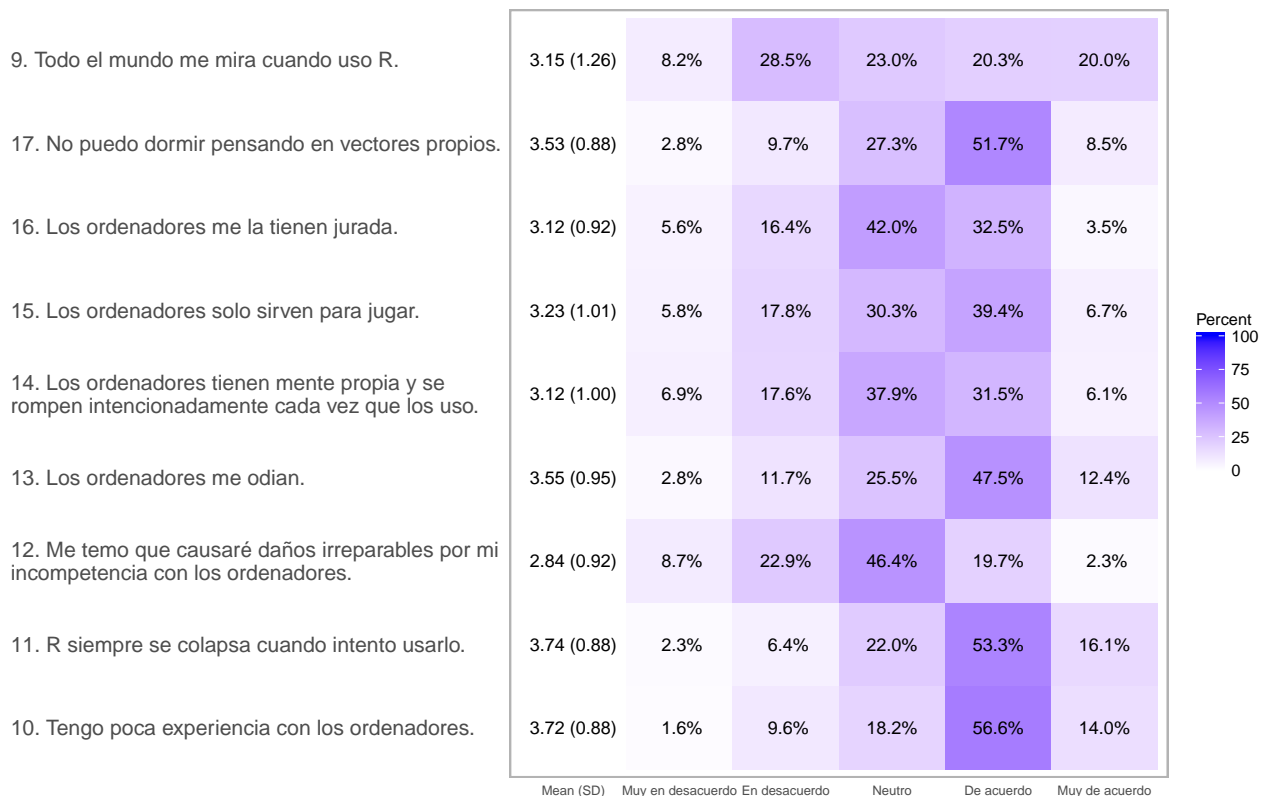 9. Todo el mundo me mira cuando uso R. 3.15 (1.26) 8.2% 28.5% 23.0% 20.3% 20.0%
17. No puedo dormir pensando en vectores propios. 3.53 (0.88) 2.8% 9.7% 27.3% 51.7% 8.5%
16. Los ordenadores me la tienen jurada. 3.12 (0.92) 5.6% 16.4% 42.0% 32.5% 3.5%
15. Los ordenadores solo sirven para jugar. 3.23 (1.01) 5.8% 17.8% 30.3% 39.4% 6.7%
14. Los ordenadores tienen mente propia y se
rompen intencionadamente cada vez que los uso. 3.12 (1.00) 6.9% 17.6% 37.9% 31.5% 6.1%
13. Los ordenadores me odian. 3.55 (0.95) 2.8% 11.7% 25.5% 47.5% 12.4%
12. Me temo que causaré daños irreparables por mi
incompetencia con los ordenadores. 2.84 (0.92) 8.7% 22.9% 46.4% 19.7% 2.3%
11. R siempre se colapsa cuando intento usarlo. 3.74 (0.88) 2.3% 6.4% 22.0% 53.3% 16.1%
10. Tengo poca experiencia con los ordenadores. 3.72 (0.88) 1.6% 9.6% 18.2% 56.6% 14.0%
Mean (SD) Muy en desacuerdo En desacuerdo Neutro De acuerdo Muy de acuerdo
Percent
100
75
50
25
0